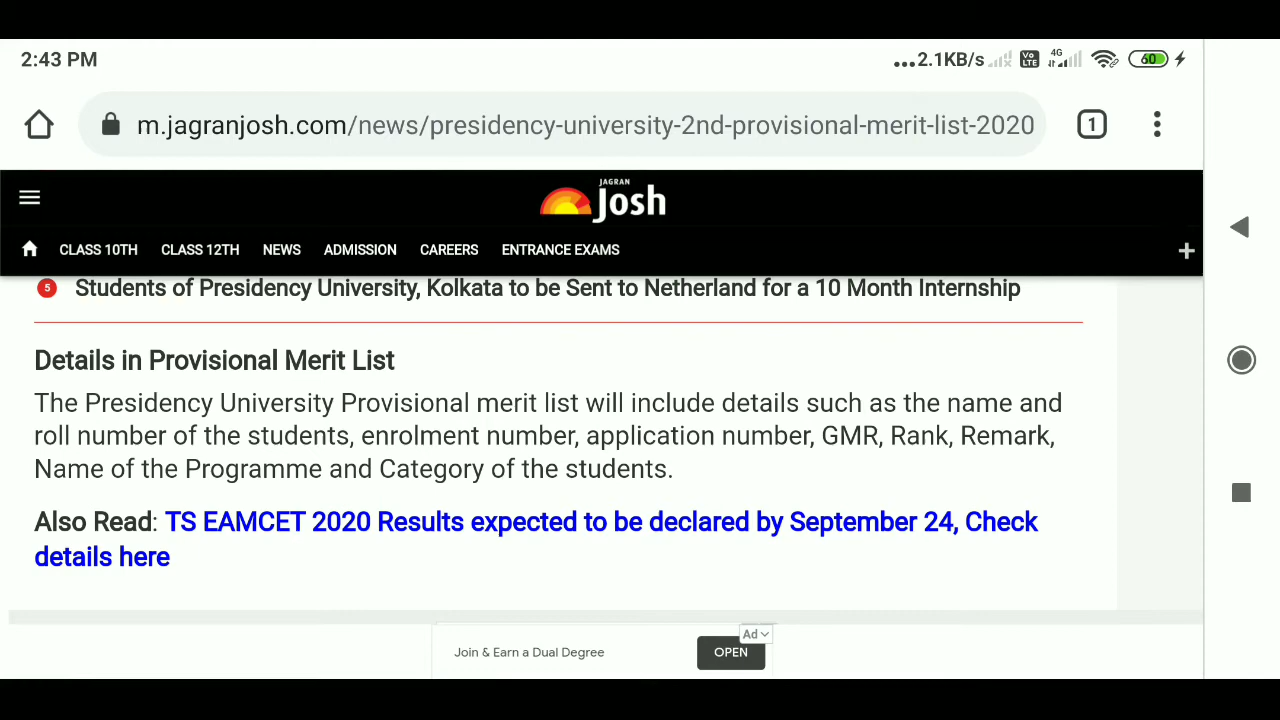 2:43 PM
...2.1KB/s Vo LTE 4G 60
m.jagranjosh.com/news/presidency-university-2nd-provisional-merit-list-2020
1
JAGRAN
Josh
CLASS 10TH CLASS 12TH NEWS ADMISSION CAREERS ENTRANCE EXAMS +
5 Students of Presidency University, Kolkata to be Sent to Netherland for a 10 Month Internship
Details in Provisional Merit List
The Presidency University Provisional merit list will include details such as the name and
roll number of the students, enrolment number, application number, GMR, Rank, Remark,
Name of the Programme and Category of the students.
Also Read: TS EAMCET 2020 Results expected to be declared by September 24, Check
details here
Ad
Join & Earn a Dual Degree
OPEN